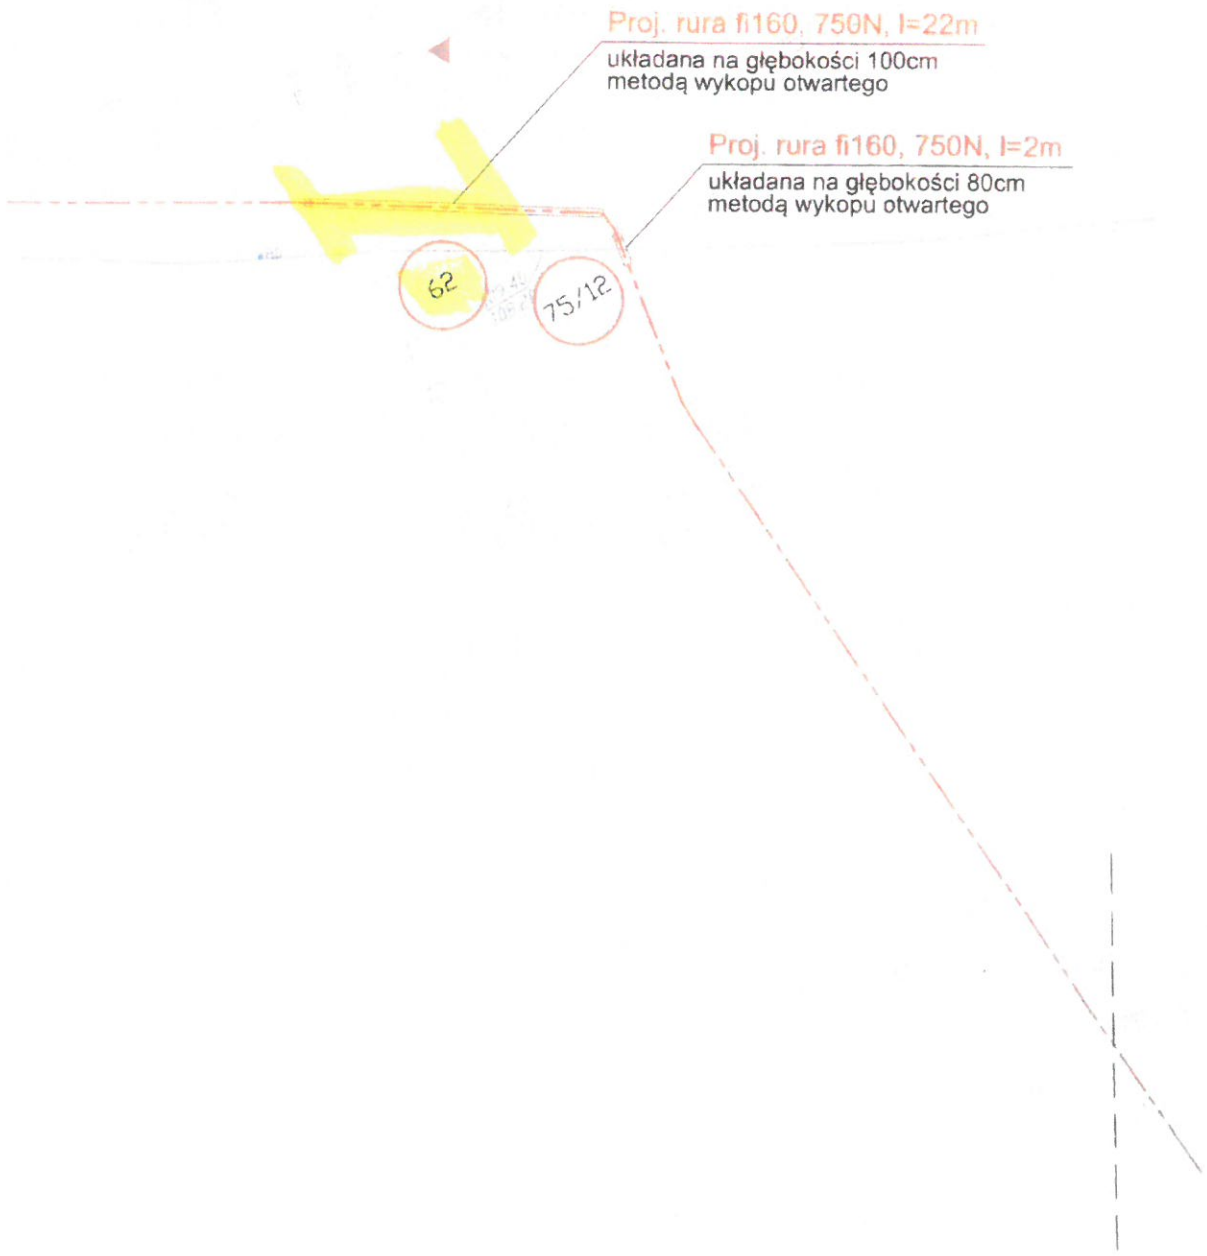 Proj. rura fi160, 750N, l=22m
układana na głębokości 100cm
metodą wykopu otwartego
Proj. rura fi160, 750N, l=2m
układana na głębokości 80cm
metodą wykopu otwartego
62
75/12